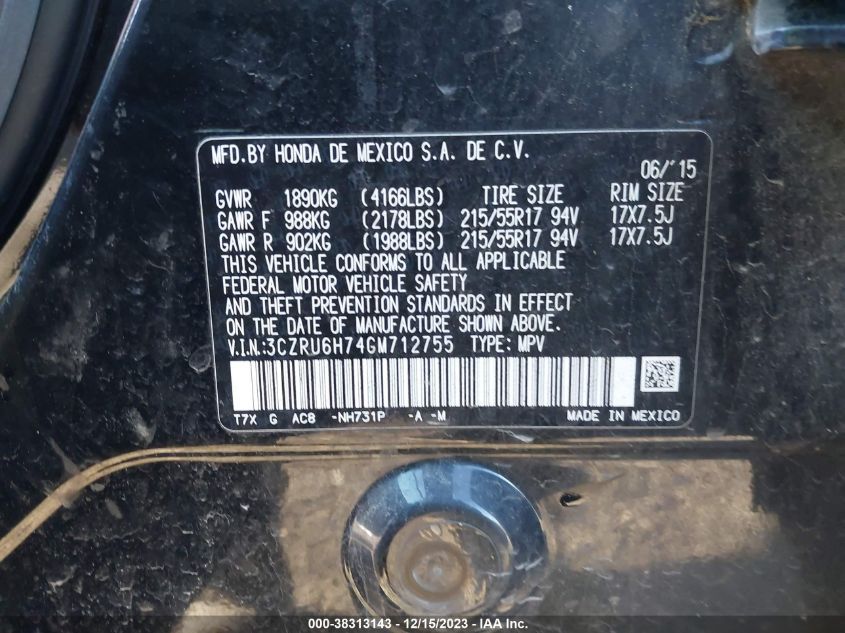 MFD.BY HONDA DE MEXICO S.A. DE C.V.
06/'15
GVWR 1890KG (4166LBS) TIRE SIZE RIM SIZE
GAWR F 988KG (2178LBS) 215/55R17 94V 17X7.5J
GAWR R 902KG (1988LBS) 215/55R17 94V 17X7.5J
THIS VEHICLE CONFORMS TO ALL APPLICABLE
FEDERAL MOTOR VEHICLE SAFETY
AND THEFT PREVENTION STANDARDS IN EFFECT
ON THE DATE OF MANUFACTURE SHOWN ABOVE.
V.I.N.:3CZRU6H74GM712755 TYPE: MPV
T7X G AC8 -NH731P -A -M MADE IN MEXICO
000-38313143 - 12/15/2023 - IAA Inc.